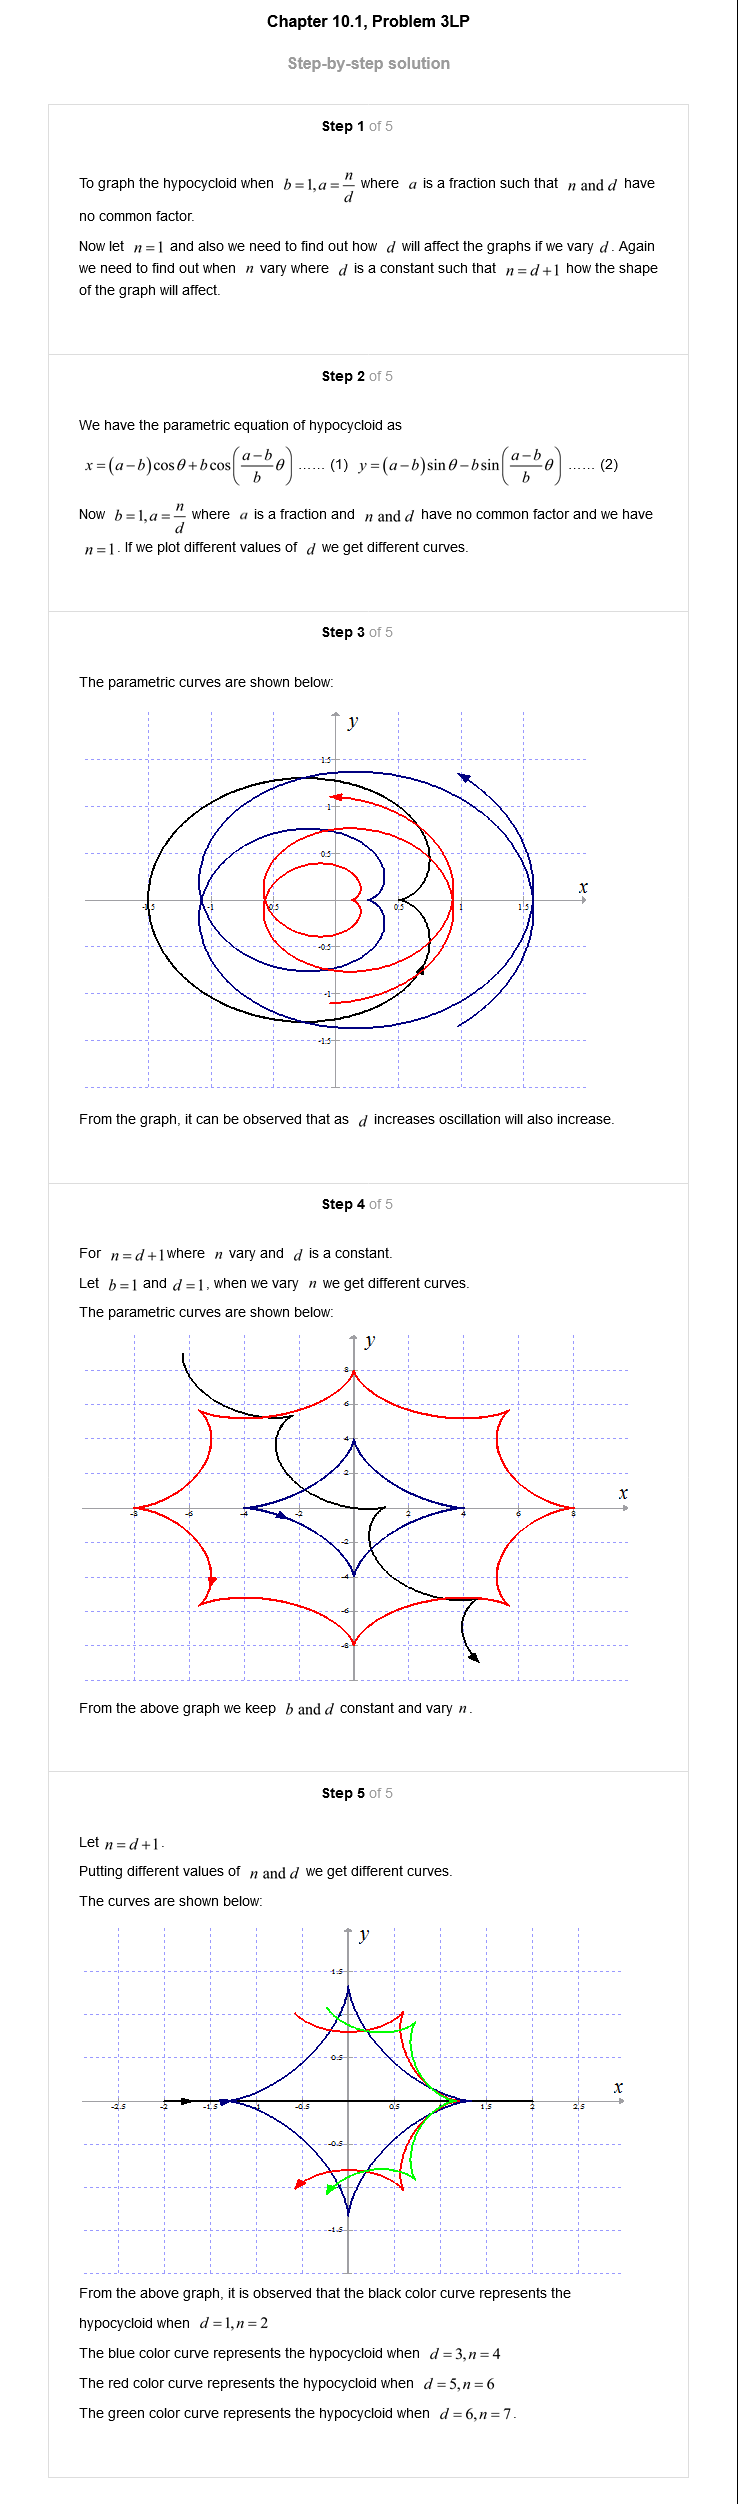 Chapter 10.1, Problem 3LP
Step-by-step solution
Step 1 of 5
To graph the hypocycloid when b = 1, a = n/d where a is a fraction such that n and d have
no common factor.
Now let n = 1 and also we need to find out how d will affect the graphs if we vary d. Again
we need to find out when n vary where d is a constant such that n = d + 1 how the shape
of the graph will affect.
Step 2 of 5
We have the parametric equation of hypocycloid as
x = (a − b) cos θ + b cos((a − b)/b θ) ...... (1) y = (a − b) sin θ − b sin((a − b)/b θ) ...... (2)
Now b = 1, a = n/d where a is a fraction and n and d have no common factor and we have
n = 1. If we plot different values of d we get different curves.
Step 3 of 5
The parametric curves are shown below:
y
1.5
1
0.5
x
-1.5 -1 0.5 0.5 1 1.5
-0.5
-1
-1.5
From the graph, it can be observed that as d increases oscillation will also increase.
Step 4 of 5
For n = d + 1 where n vary and d is a constant.
Let b = 1 and d = 1, when we vary n we get different curves.
The parametric curves are shown below:
y
8
6
4
2
x
-8 -6 -4 -2 2 4 6 8
-2
-4
-6
-8
From the above graph we keep b and d constant and vary n.
Step 5 of 5
Let n = d + 1.
Putting different values of n and d we get different curves.
The curves are shown below:
y
1.5
0.5
x
-2.5 -2 -1.5 -0.5 0.5 1.5 2 2.5
-0.5
-1.5
From the above graph, it is observed that the black color curve represents the
hypocycloid when d = 1, n = 2
The blue color curve represents the hypocycloid when d = 3, n = 4
The red color curve represents the hypocycloid when d = 5, n = 6
The green color curve represents the hypocycloid when d = 6, n = 7.